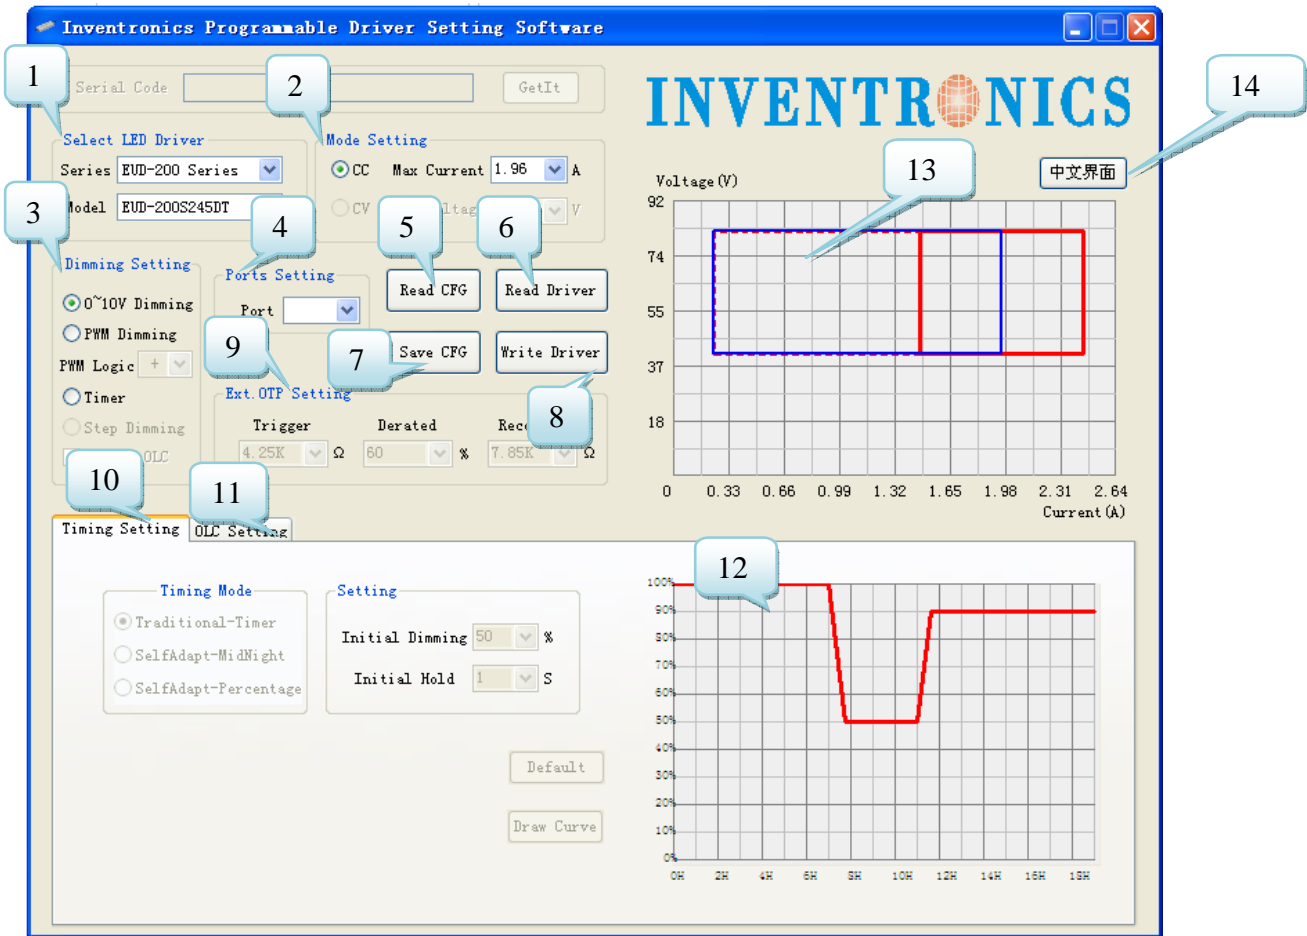 Inventronics Programmable Driver Setting Software
1
2
14
Serial Code
GetIt
INVENTRONICS
Select LED Driver
Series EUD-200 Series
Model EUD-200S245DT
Mode Setting
CC Max Current 1.96 A
CV V
中文界面
3
4
5
6
13
Dimming Setting
0~10V Dimming
PWM Dimming
PWM Logic +
Timer
Step Dimming
OLC
Ports Setting
Port
Read CFG
Read Driver
Save CFG
Write Driver
7
8
9
Ext.OTP Setting
Trigger Derated
4.25K Ω 60 % 7.85K Ω
Voltage(V)
92
74
55
37
18
0 0.33 0.66 0.99 1.32 1.65 1.98 2.31 2.64
Current(A)
10
11
Timing Setting
OLC Setting
Timing Mode
Traditional-Timer
SelfAdapt-MidNight
SelfAdapt-Percentage
Setting
Initial Dimming 50 %
Initial Hold 1 S
Default
Draw Curve
12
100%
90%
80%
70%
60%
50%
40%
30%
20%
10%
0%
0H 2H 4H 6H 8H 10H 12H 14H 16H 18H